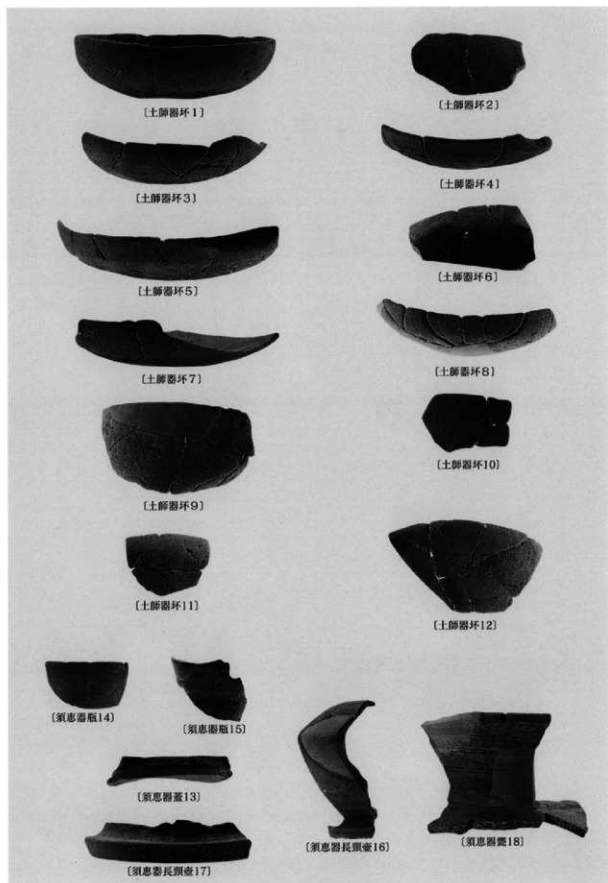 〔土師器坏1〕
〔土師器坏2〕
〔土師器坏3〕
〔土師器坏4〕
〔土師器坏5〕
〔土師器坏6〕
〔土師器坏7〕
〔土師器坏8〕
〔土師器坏9〕
〔土師器坏10〕
〔土師器坏11〕
〔土師器坏12〕
〔須恵器瓶14〕
〔須恵器瓶15〕
〔須恵器蓋13〕
〔須恵器長頸壺16〕
〔須恵器甕18〕
〔須恵器長頸壺17〕